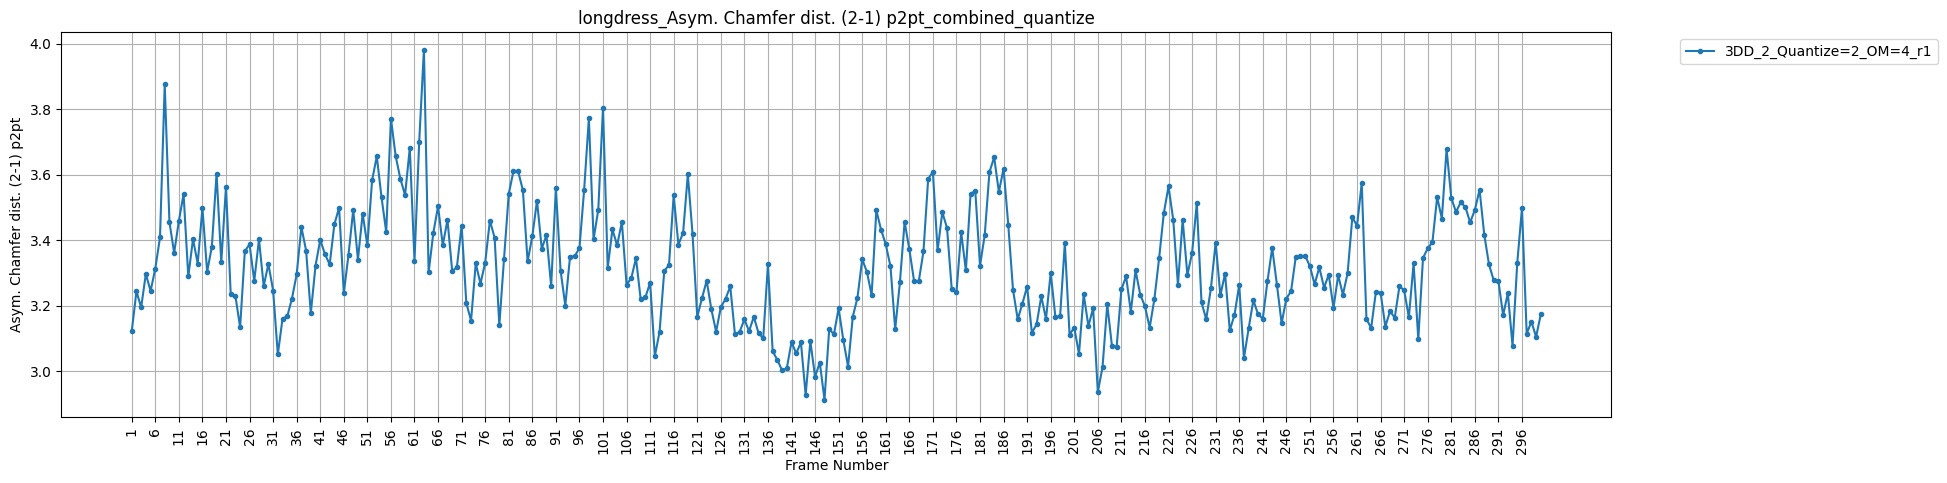 longdress_Asym. Chamfer dist. (2-1) p2pt_combined_quantize
3DD_2_Quantize=2_OM=4_r1
Asym. Chamfer dist. (2-1) p2pt
4.0
3.8
3.6
3.4
3.2
3.0
1 6 11 16 21 26 31 36 41 46 51 56 61 66 71 76 81 86 91 96 101 106 111 116 121 126 131 136 141 146 151 156 161 166 171 176 181 186 191 196 201 206 211 216 221 226 231 236 241 246 251 256 261 266 271 276 281 286 291 296
Frame Number